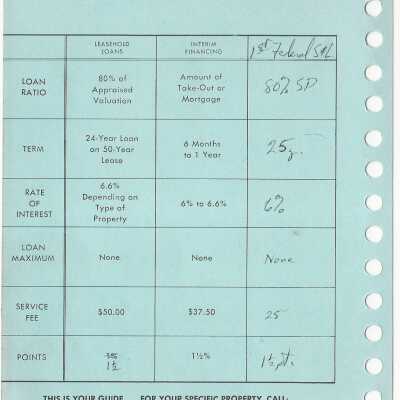 LEASEHOLD LOANS
INTERIM FINANCING
1st Federal S&L
LOAN RATIO
80% of Appraised Valuation
Amount of Take-Out or Mortgage
80% S.P.
TERM
24-Year Loan on 50-Year Lease
6 Months to 1 Year
25 y.
RATE OF INTEREST
6.6% Depending on Type of Property
6% to 6.6%
6%
LOAN MAXIMUM
None
None
None
SERVICE FEE
$50.00
$37.50
25
POINTS
1½
1½%
1½ pt.
THIS IS YOUR GUIDE FOR YOUR SPECIFIC PROPERTY, CALL: